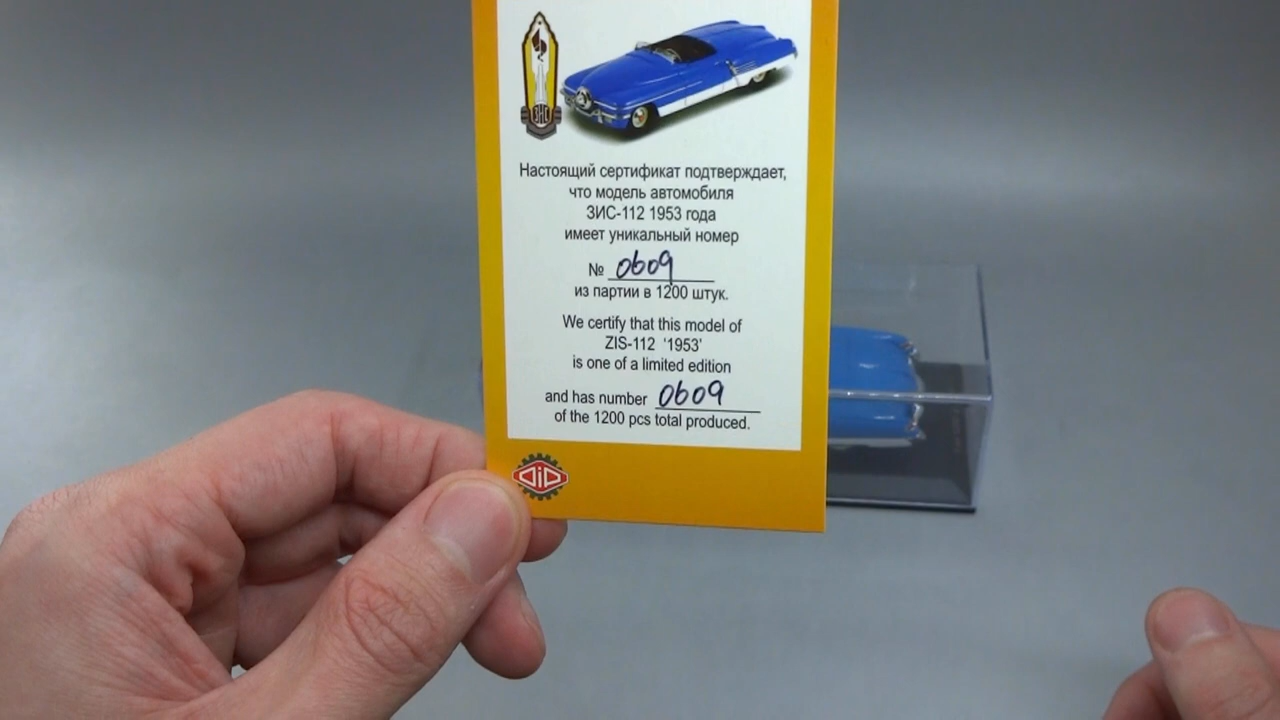 ЗИС
Настоящий сертификат подтверждает,
что модель автомобиля
ЗИС-112 1953 года
имеет уникальный номер
№ 0609
из партии в 1200 штук.
We certify that this model of
ZIS-112 '1953'
is one of a limited edition
and has number 0609
of the 1200 pcs total produced.
DiP